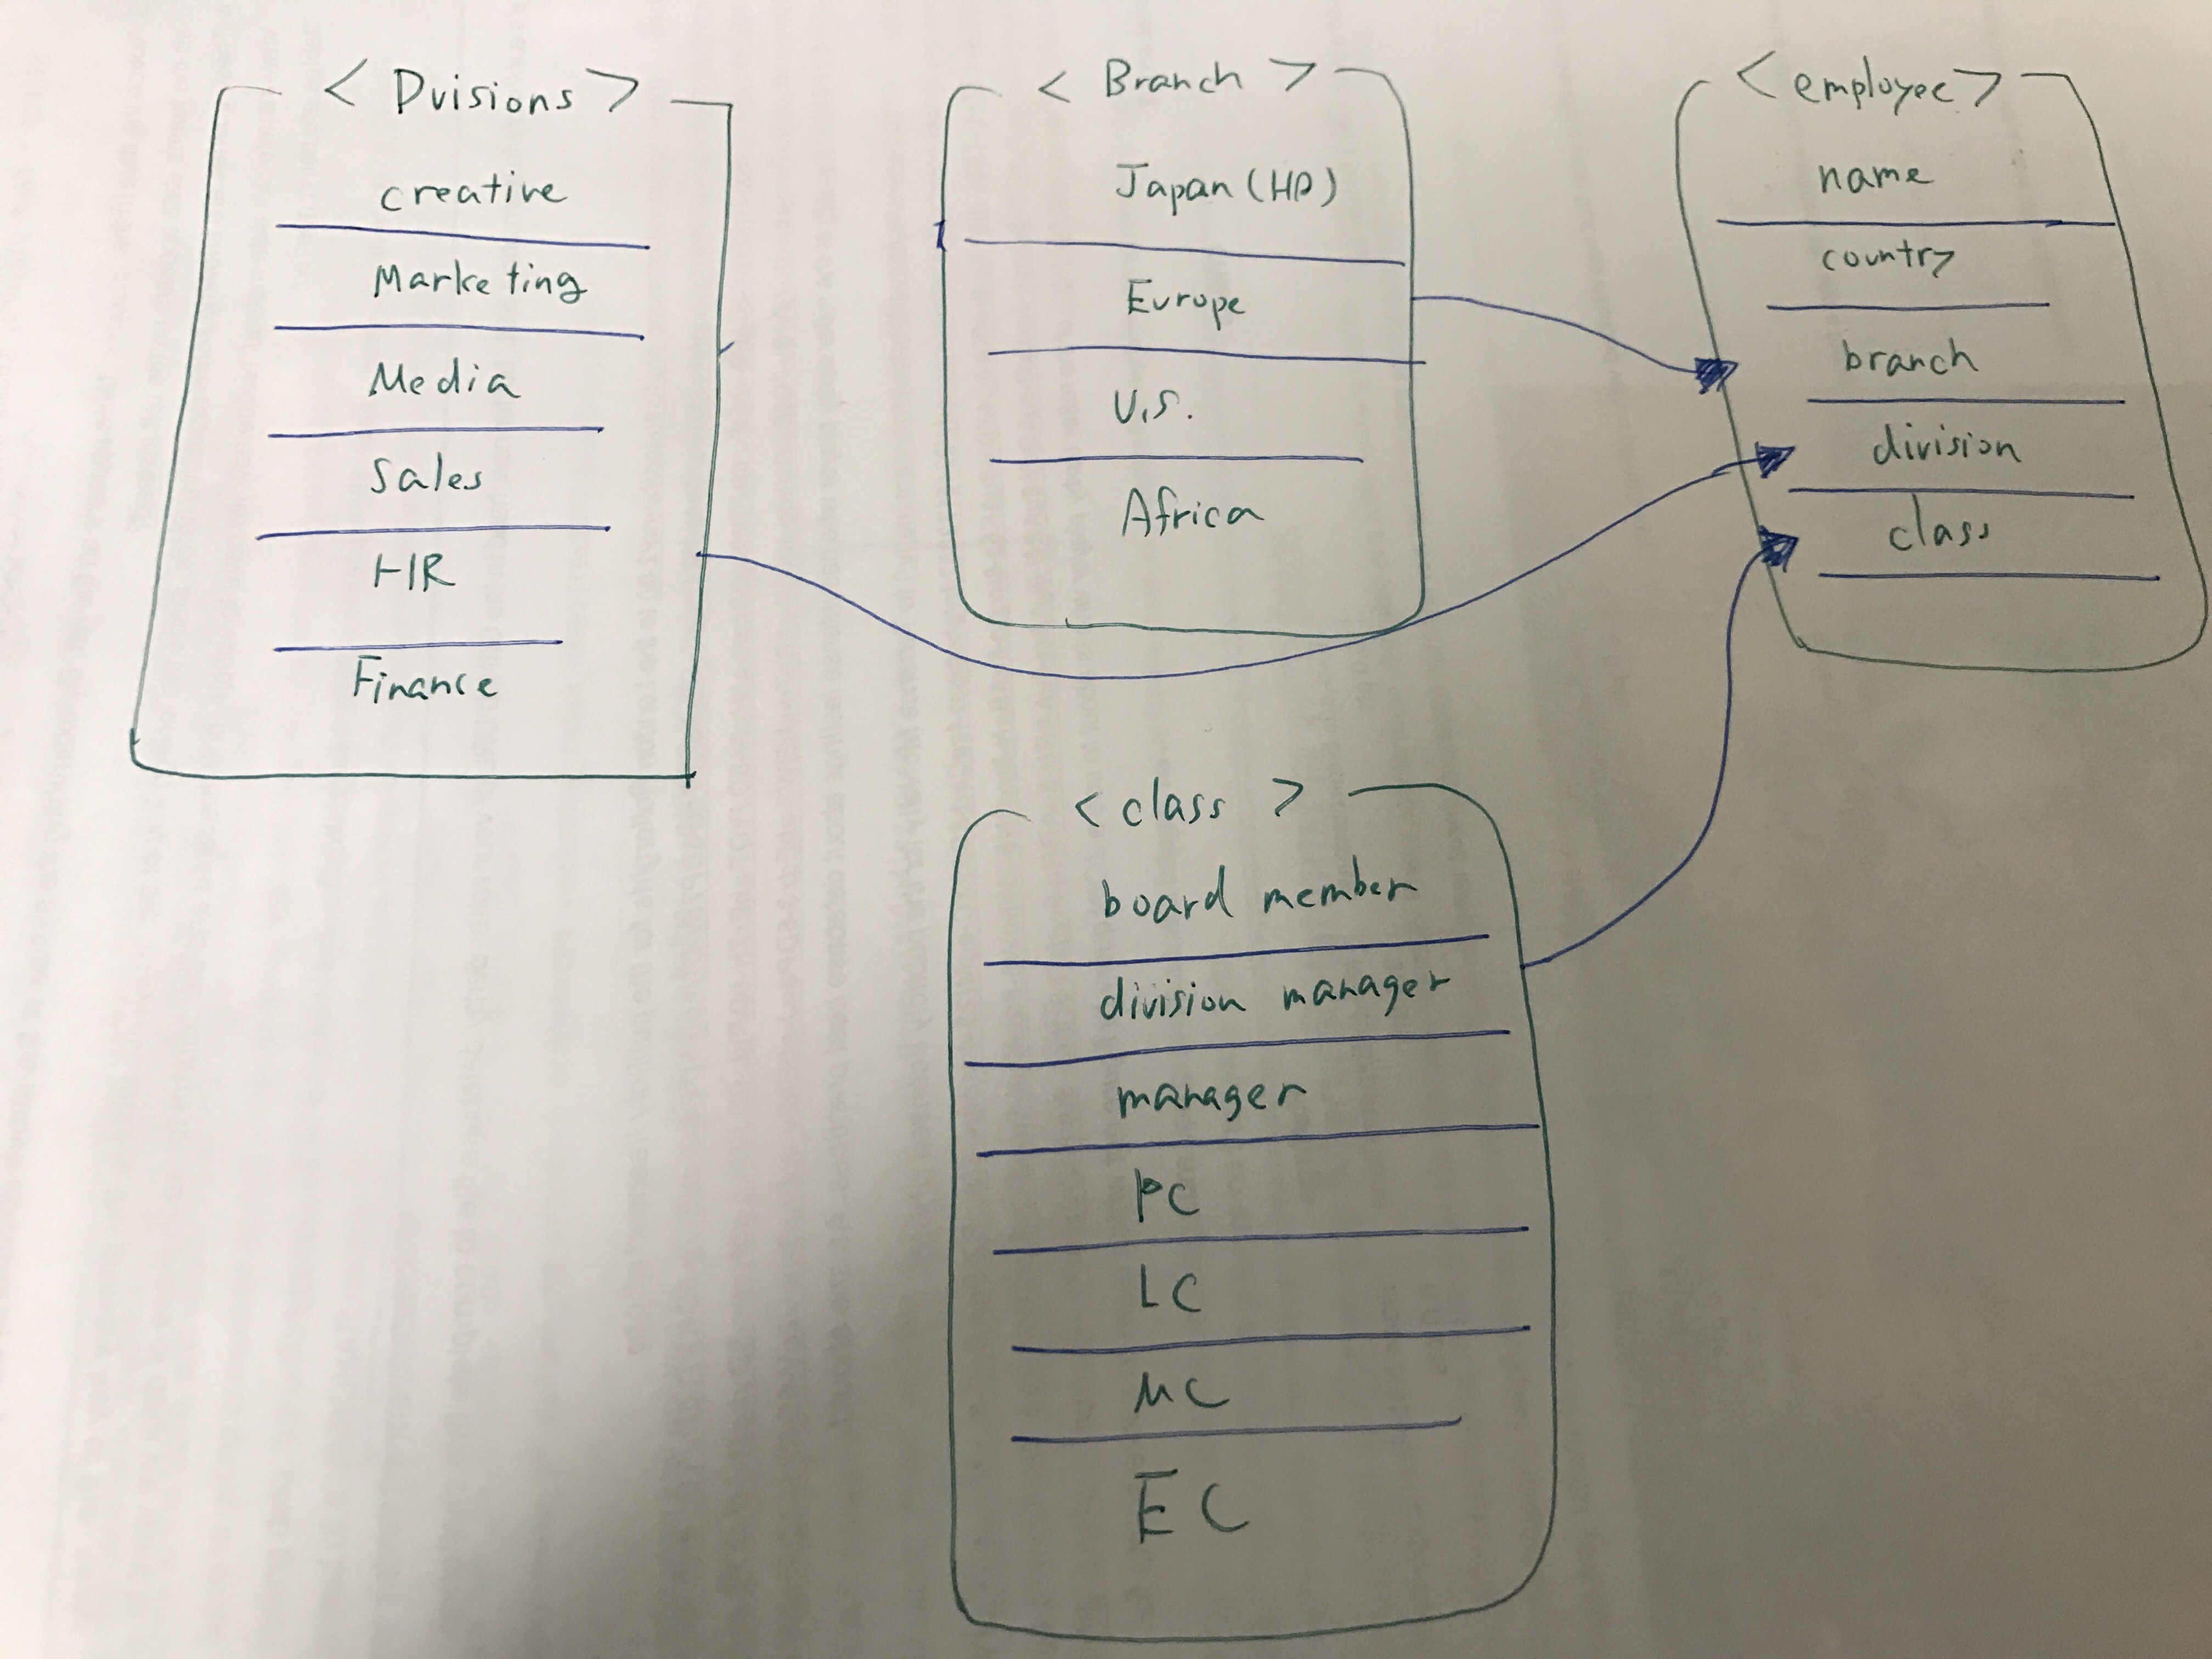 < Dvisions >
creative
Marketing
Media
Sales
HR
Finance
< Branch >
Japan (HD)
Europe
U.S.
Africa
< employee >
name
country
branch
division
class
< class >
board member
division manager
manager
PC
LC
MC
EC